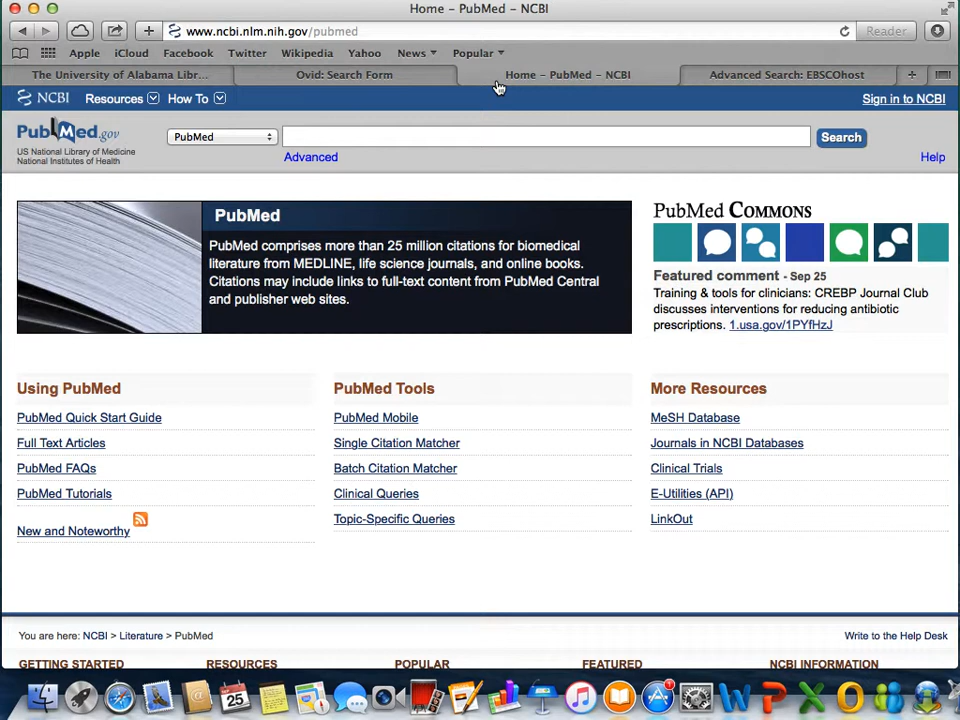 Home – PubMed – NCBI
www.ncbi.nlm.nih.gov/pubmed
Reader
Apple iCloud Facebook Twitter Wikipedia Yahoo News Popular
The University of Alabama Libr... Ovid: Search Form Home – PubMed – NCBI Advanced Search: EBSCOhost
NCBI Resources How To Sign in to NCBI
PubMed.gov
US National Library of Medicine
National Institutes of Health
PubMed Search
Advanced Help
PubMed
PubMed comprises more than 25 million citations for biomedical
literature from MEDLINE, life science journals, and online books.
Citations may include links to full-text content from PubMed Central
and publisher web sites.
PubMed COMMONS
Featured comment - Sep 25
Training & tools for clinicians: CREBP Journal Club
discusses interventions for reducing antibiotic
prescriptions. 1.usa.gov/1PYfHzJ
Using PubMed
PubMed Quick Start Guide
Full Text Articles
PubMed FAQs
PubMed Tutorials
New and Noteworthy
PubMed Tools
PubMed Mobile
Single Citation Matcher
Batch Citation Matcher
Clinical Queries
Topic-Specific Queries
More Resources
MeSH Database
Journals in NCBI Databases
Clinical Trials
E-Utilities (API)
LinkOut
You are here: NCBI > Literature > PubMed Write to the Help Desk
GETTING STARTED RESOURCES POPULAR FEATURED NCBI INFORMATION
SEP
25
1